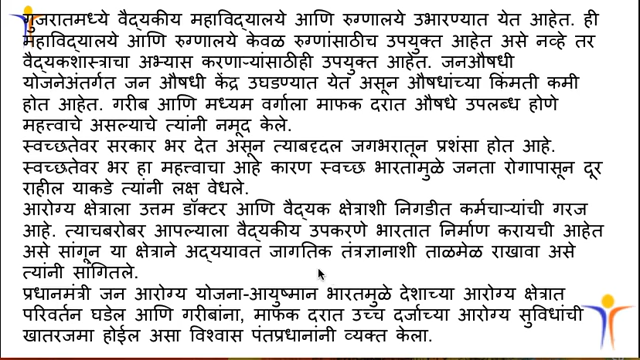 गुजरातमध्ये वैद्यकीय महाविद्यालये आणि रुग्णालये उभारण्यात येत आहेत. ही
महाविद्यालये आणि रुग्णालये केवळ रुग्णांसाठीच उपयुक्त आहेत असे नव्हे तर
वैद्यकशास्त्राचा अभ्यास करणाऱ्यांसाठीही उपयुक्त आहेत. जनऔषधी
योजनेअंतर्गत जन औषधी केंद्र उघडण्यात येत असून औषधांच्या किंमती कमी
होत आहेत. गरीब आणि मध्यम वर्गाला माफक दरात औषधे उपलब्ध होणे
महत्त्वाचे असल्याचे त्यांनी नमूद केले.
स्वच्छतेवर सरकार भर देत असून त्याबद्दल जगभरातून प्रशंसा होत आहे.
स्वच्छतेवर भर हा महत्त्वाचा आहे कारण स्वच्छ भारतामुळे जनता रोगापासून दूर
राहील याकडे त्यांनी लक्ष वेधले.
आरोग्य क्षेत्राला उत्तम डॉक्टर आणि वैद्यक क्षेत्राशी निगडीत कर्मचाऱ्यांची गरज
आहे. त्याचबरोबर आपल्याला वैद्यकीय उपकरणे भारतात निर्माण करायची आहेत
असे सांगून या क्षेत्राने अद्ययावत जागतिक तंत्रज्ञानाशी ताळमेळ राखावा असे
त्यांनी सांगितले.
प्रधानमंत्री जन आरोग्य योजना-आयुष्मान भारतमुळे देशाच्या आरोग्य क्षेत्रात
परिवर्तन घडेल आणि गरीबांना, माफक दरात उच्च दर्जाच्या आरोग्य सुविधांची
खातरजमा होईल असा विश्वास पंतप्रधानांनी व्यक्त केला.